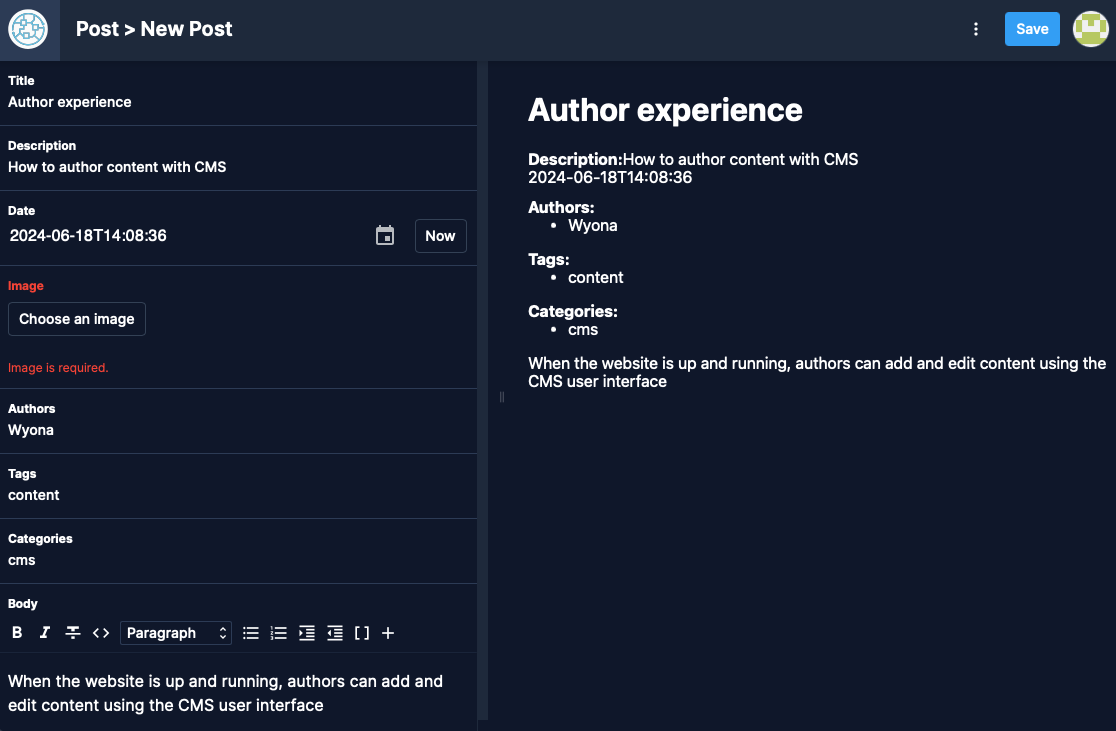 Post > New Post
Save
Title
Author experience
Description
How to author content with CMS
Date
2024-06-18T14:08:36
Now
Image
Choose an image
Image is required.
Authors
Wyona
Tags
content
Categories
cms
Body
B I
Paragraph
When the website is up and running, authors can add and
edit content using the CMS user interface
Author experience
Description:How to author content with CMS
2024-06-18T14:08:36
Authors:
• Wyona
Tags:
• content
Categories:
• cms
When the website is up and running, authors can add and edit content using the
CMS user interface